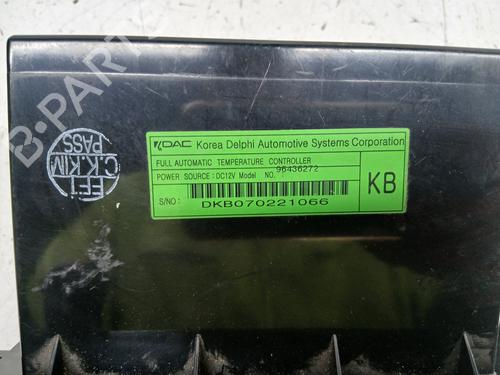 B-Parts
KDAC Korea Delphi Automotive Systems Corporation
FULL AUTOMATIC TEMPERATURE CONTROLLER
POWER SOURCE : DC12V Model NO. 96436272
KB
S/NO : DKB070221066
C.K.KIM
PASS